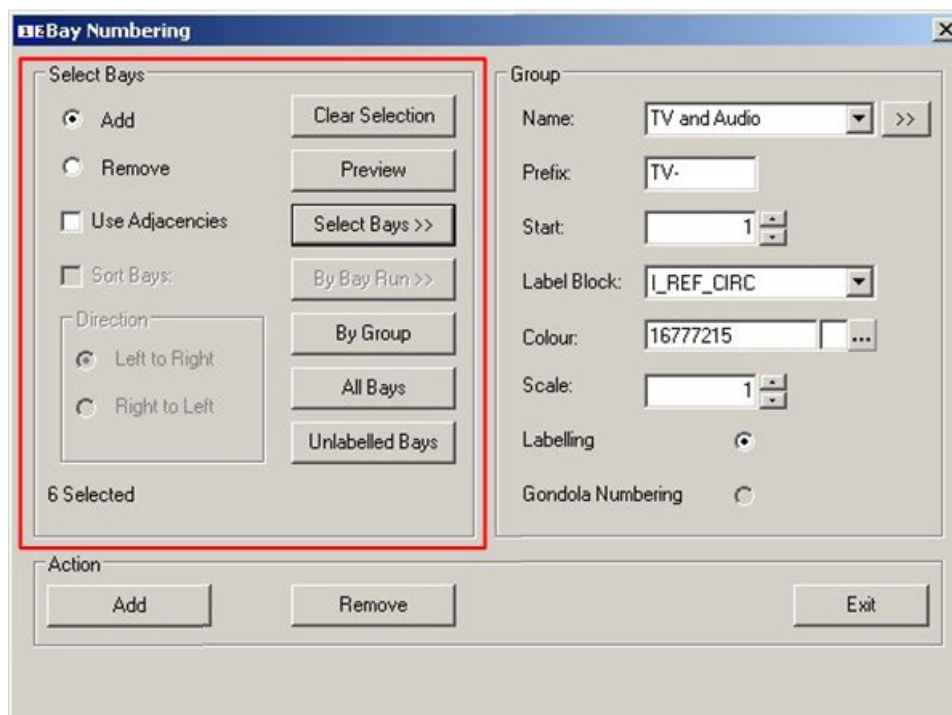 Bay Numbering
Select Bays
Add
Remove
Use Adjacencies
Sort Bays:
Direction
Left to Right
Right to Left
6 Selected
Clear Selection
Preview
Select Bays >>
By Bay Run >>
By Group
All Bays
Unlabelled Bays
Group
Name: TV and Audio >>
Prefix: TV-
Start: 1
Label Block: I_REF_CIRC
Colour: 16777215 ...
Scale: 1
Labelling
Gondola Numbering
Action
Add Remove Exit